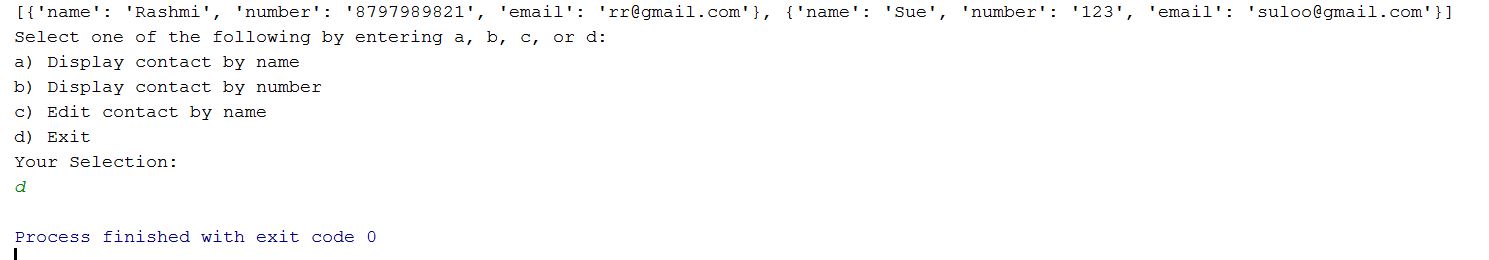 [{'name': 'Rashmi', 'number': '8797989821', 'email': 'rr@gmail.com'}, {'name': 'Sue', 'number': '123', 'email': 'suloo@gmail.com'}]
Select one of the following by entering a, b, c, or d:
a) Display contact by name
b) Display contact by number
c) Edit contact by name
d) Exit
Your Selection:
d
Process finished with exit code 0